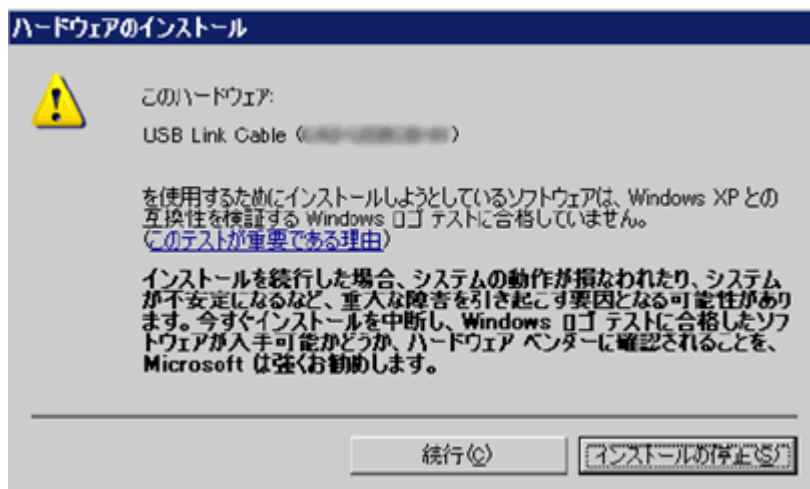 ハードウェアのインストール
このハードウェア:
USB Link Cable (
)
を使用するためにインストールしようとしているソフトウェアは、Windows XP との
互換性を検証する Windows ロゴ テストに合格していません。
(このテストが重要である理由)
インストールを続行した場合、システムの動作が損なわれたり、システム
が不安定になるなど、重大な障害を引き起こす要因となる可能性があり
ます。今すぐインストールを中断し、Windows ロゴ テストに合格したソフ
トウェアが入手可能かどうか、ハードウェア ベンダーに確認されることを、
Microsoft は強くお勧めします。
続行(C)
インストールの停止(S)